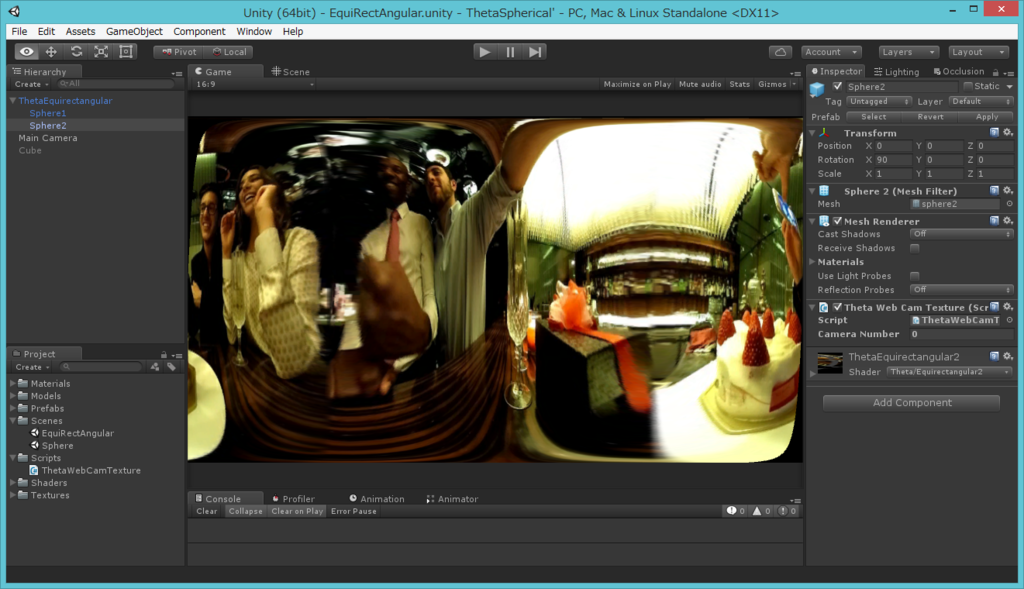 Unity (64bit) - EquiRectAngular.unity - ThetaSpherical' - PC, Mac & Linux Standalone <DX11>
File Edit Assets GameObject Component Window Help
Pivot Local Account Layers Layout
Hierarchy
Create All
ThetaEquirectangular
Sphere1
Sphere2
Main Camera
Cube
Project
Create
Materials
Models
Prefabs
Scenes
EquiRectAngular
Sphere
Scripts
ThetaWebCamTexture
Shaders
Textures
Game Scene
16:9 Maximize on Play Mute audio Stats Gizmos
Console Profiler Animation Animator
Clear Collapse Clear on Play Error Pause 0 0 0
Inspector Lighting Occlusion
Sphere2 Static
Tag Untagged Layer Default
Prefab Select Revert Apply
Transform
Position X 0 Y 0 Z 0
Rotation X 90 Y 0 Z 0
Scale X 1 Y 1 Z 1
Sphere 2 (Mesh Filter)
Mesh sphere2
Mesh Renderer
Cast Shadows Off
Receive Shadows
Materials
Use Light Probes
Reflection Probes Off
Theta Web Cam Texture (Scr
Script ThetaWebCamT
Camera Number 0
ThetaEquirectangular2
Shader Theta/Equirectangular2
Add Component